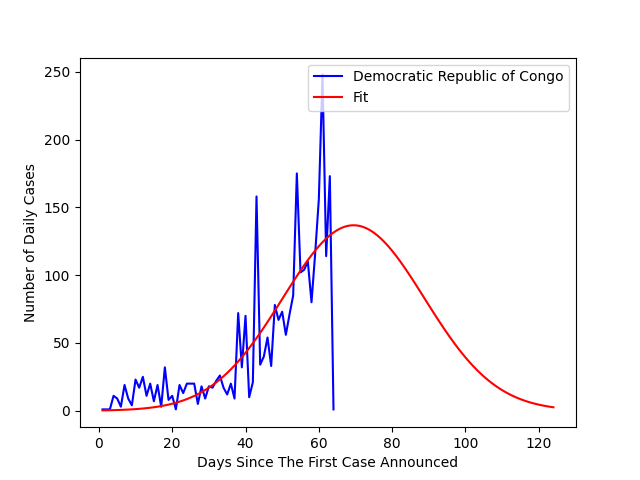 Democratic Republic of Congo
Fit
250
200
150
100
50
0
Number of Daily Cases
0 20 40 60 80 100 120
Days Since The First Case Announced